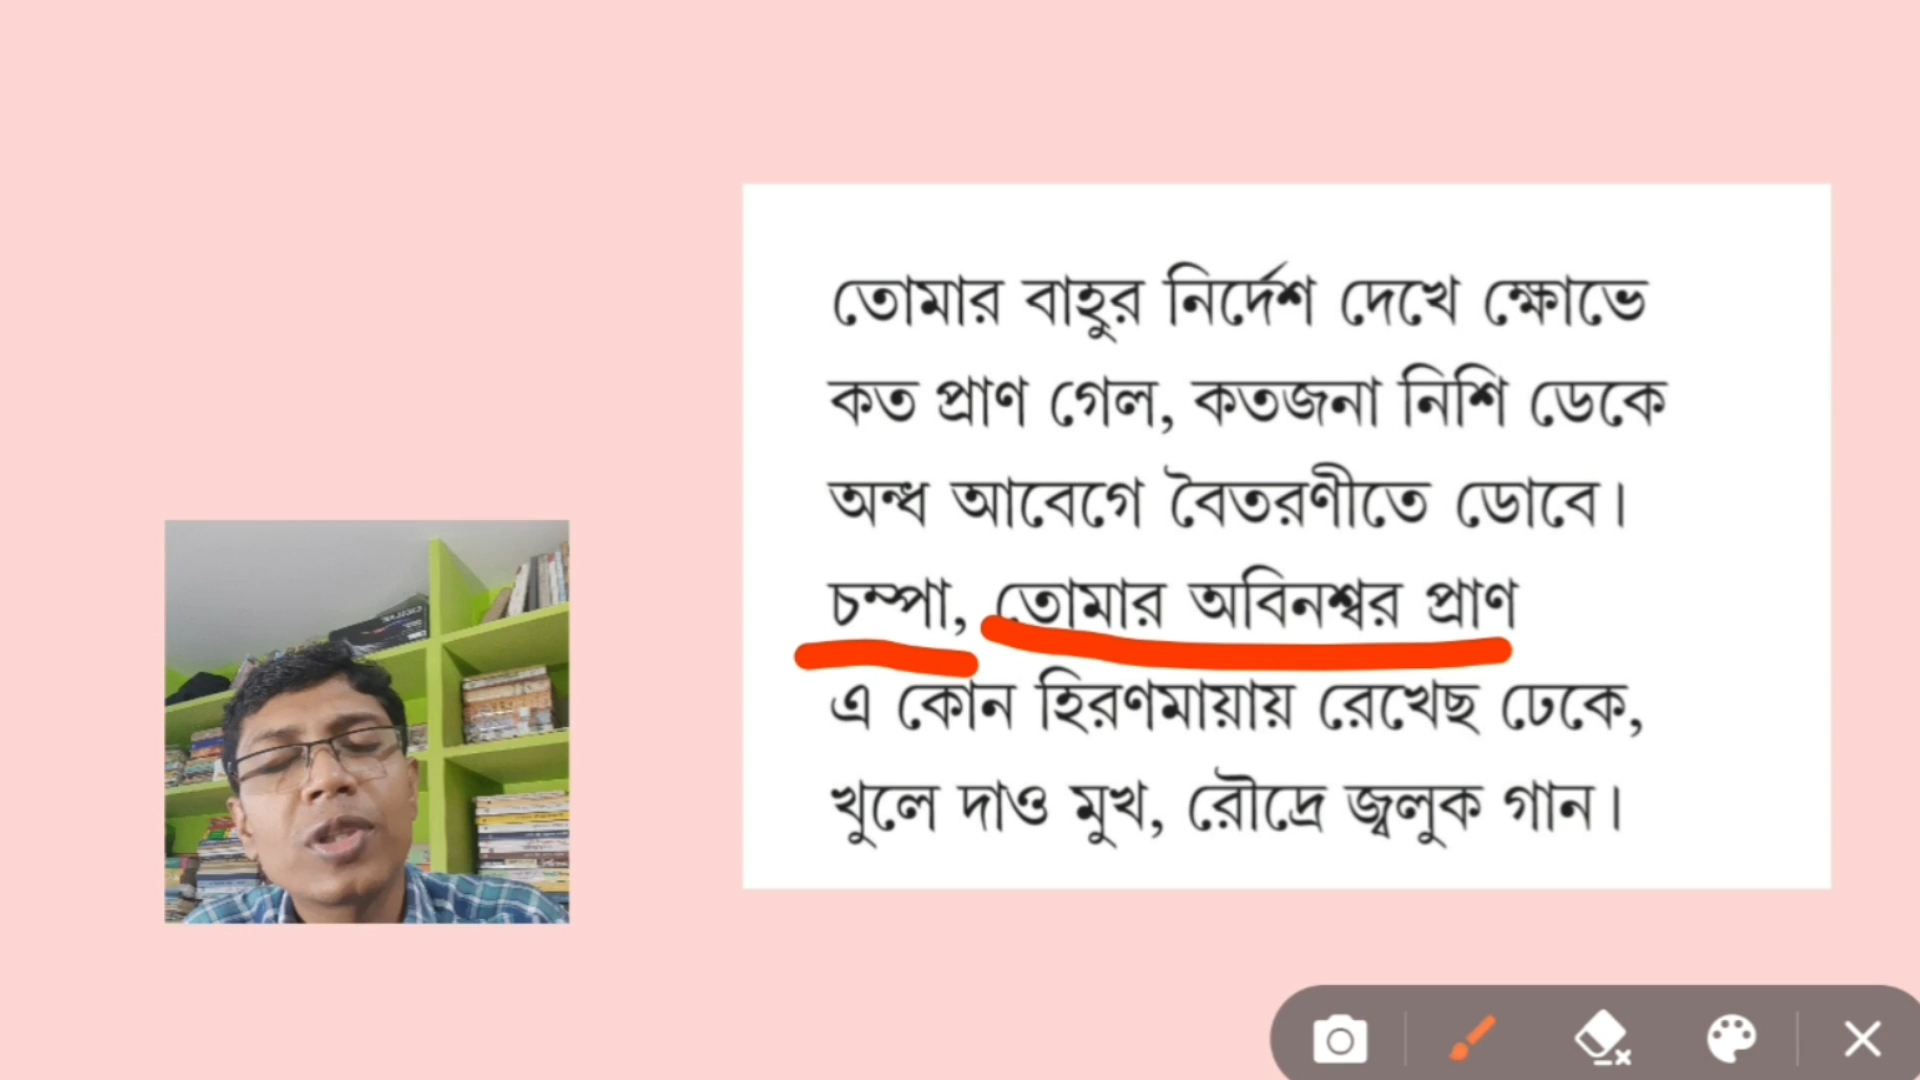 তোমার বাহুর নির্দেশ দেখে ক্ষোভে
কত প্রাণ গেল, কতজনা নিশি ডেকে
অন্ধ আবেগে বৈতরণীতে ডোবে।
চম্পা, তোমার অবিনশ্বর প্রাণ
এ কোন হিরণমায়ায় রেখেছ ঢেকে,
খুলে দাও মুখ, রৌদ্রে জ্বলুক গান।